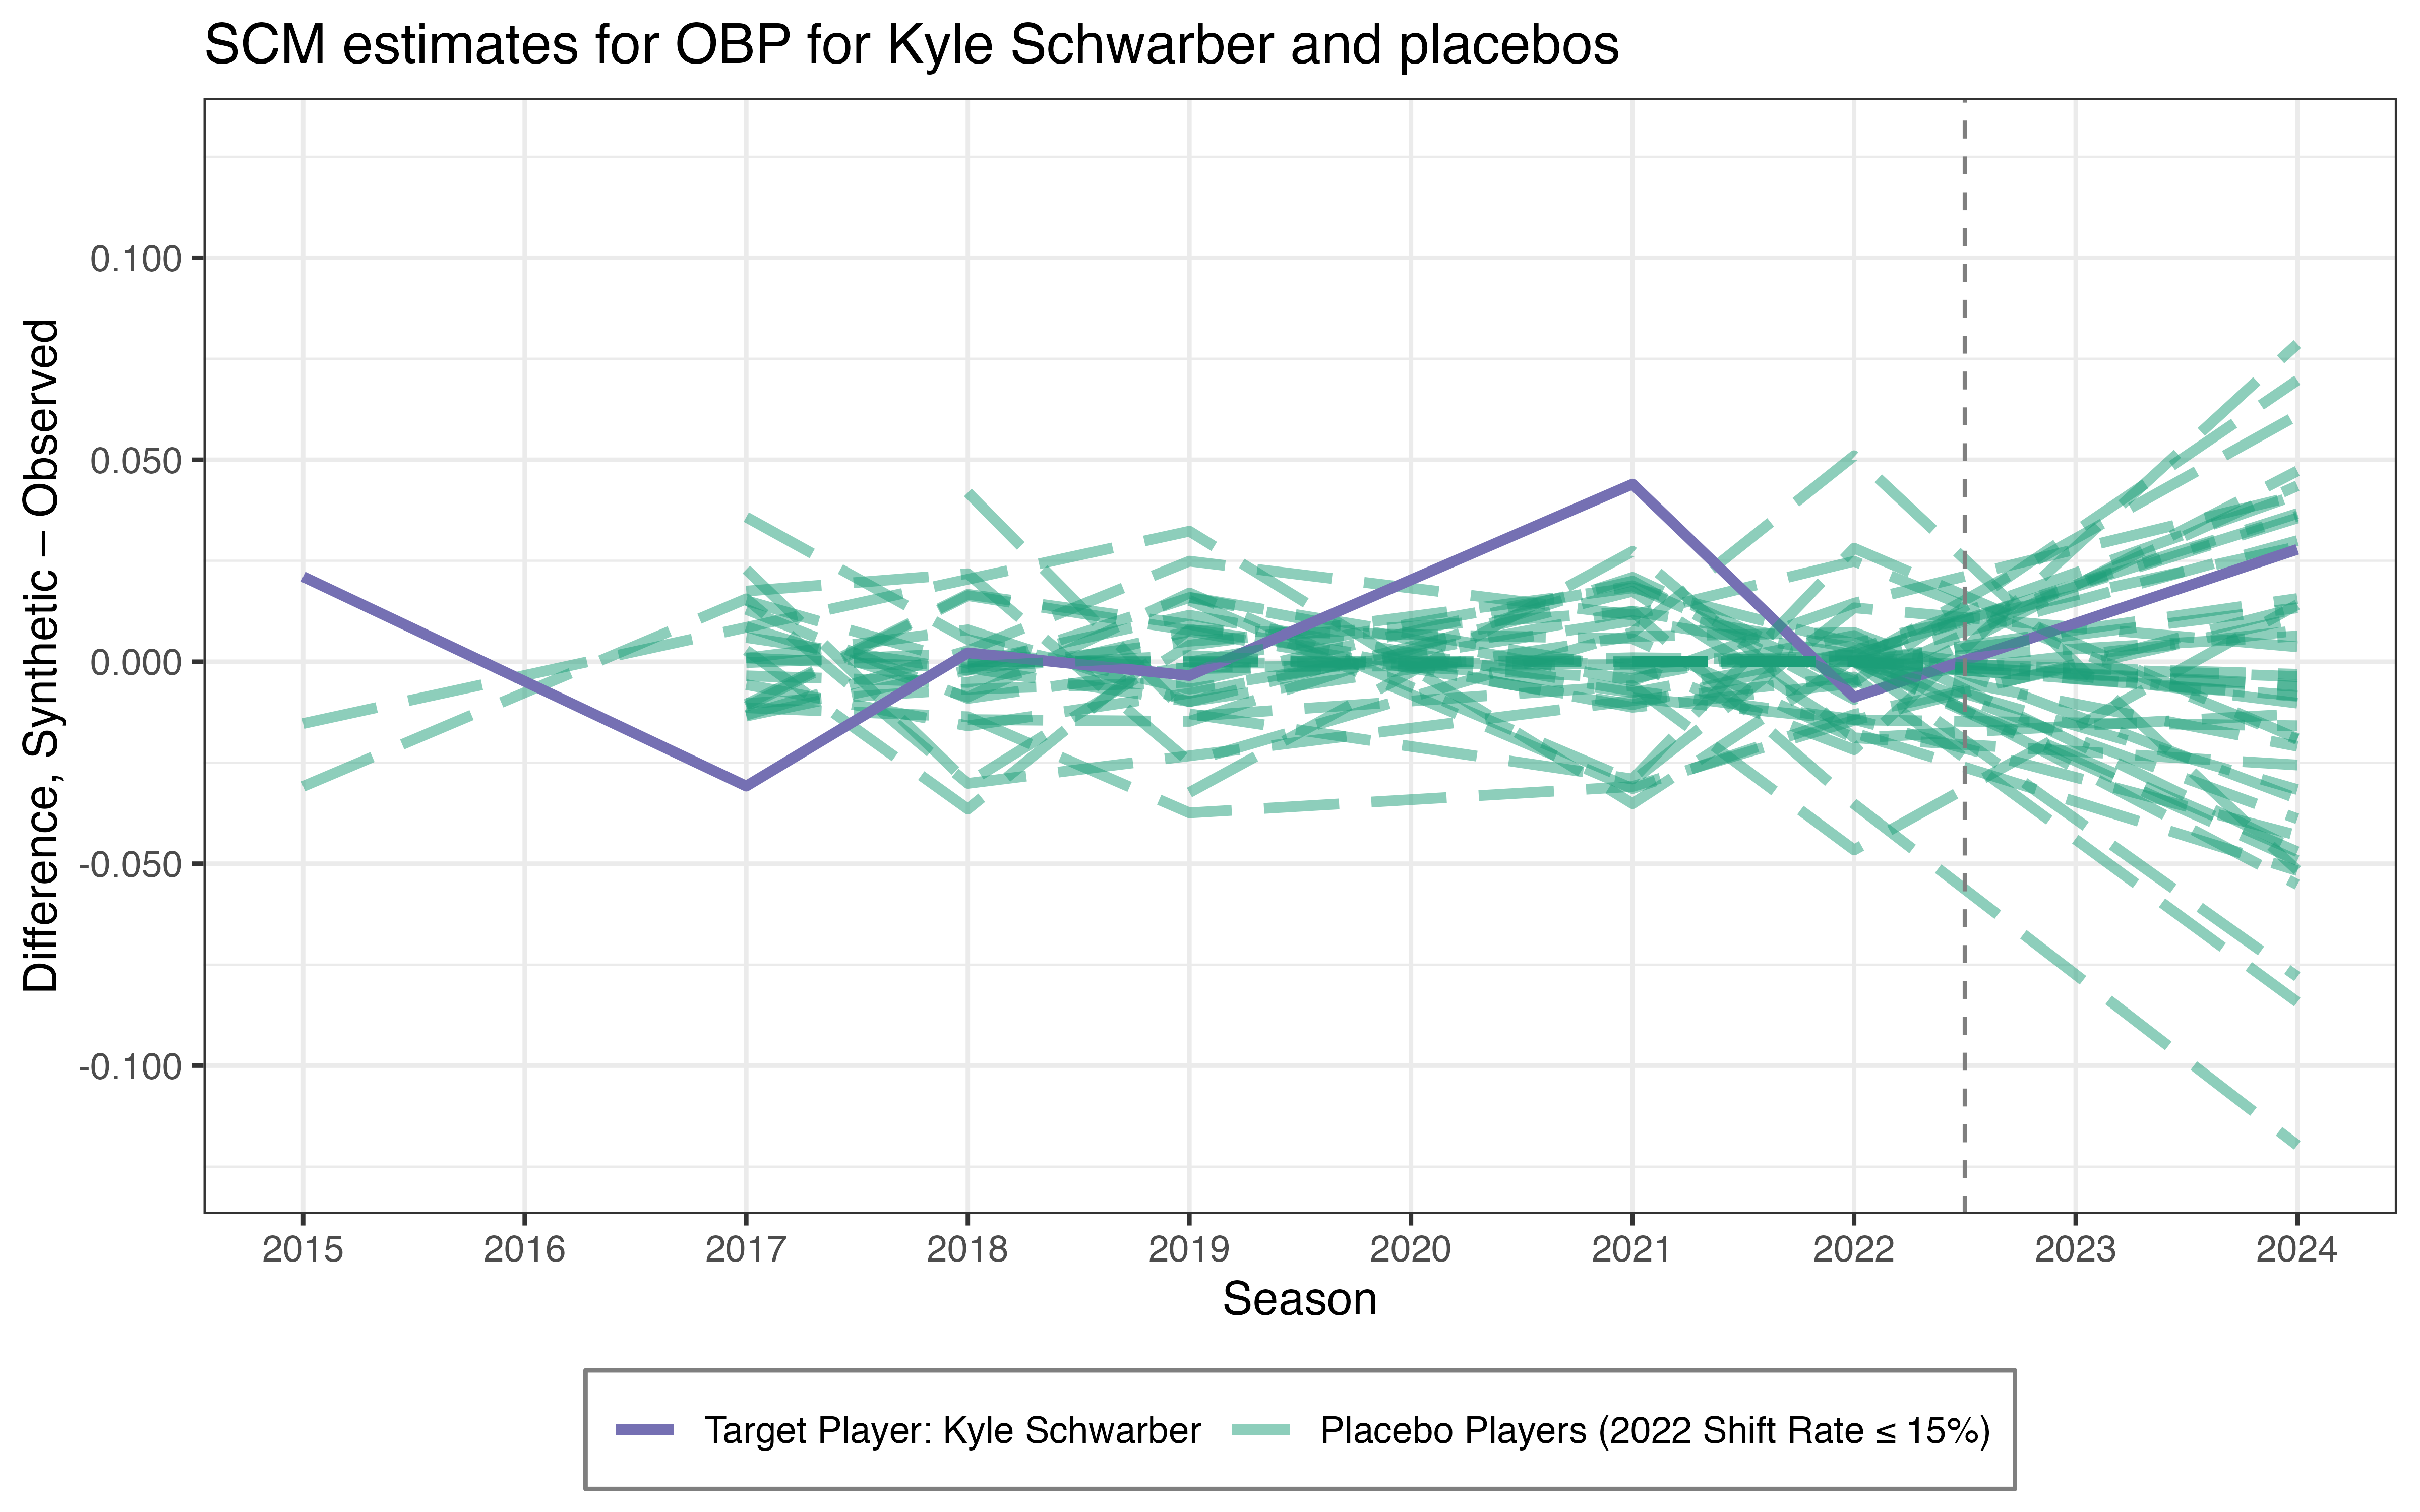 SCM estimates for OBP for Kyle Schwarber and placebos
Difference, Synthetic – Observed
0.100
0.050
0.000
-0.050
-0.100
2015 2016 2017 2018 2019 2020 2021 2022 2023 2024
Season
Target Player: Kyle Schwarber Placebo Players (2022 Shift Rate ≤ 15%)